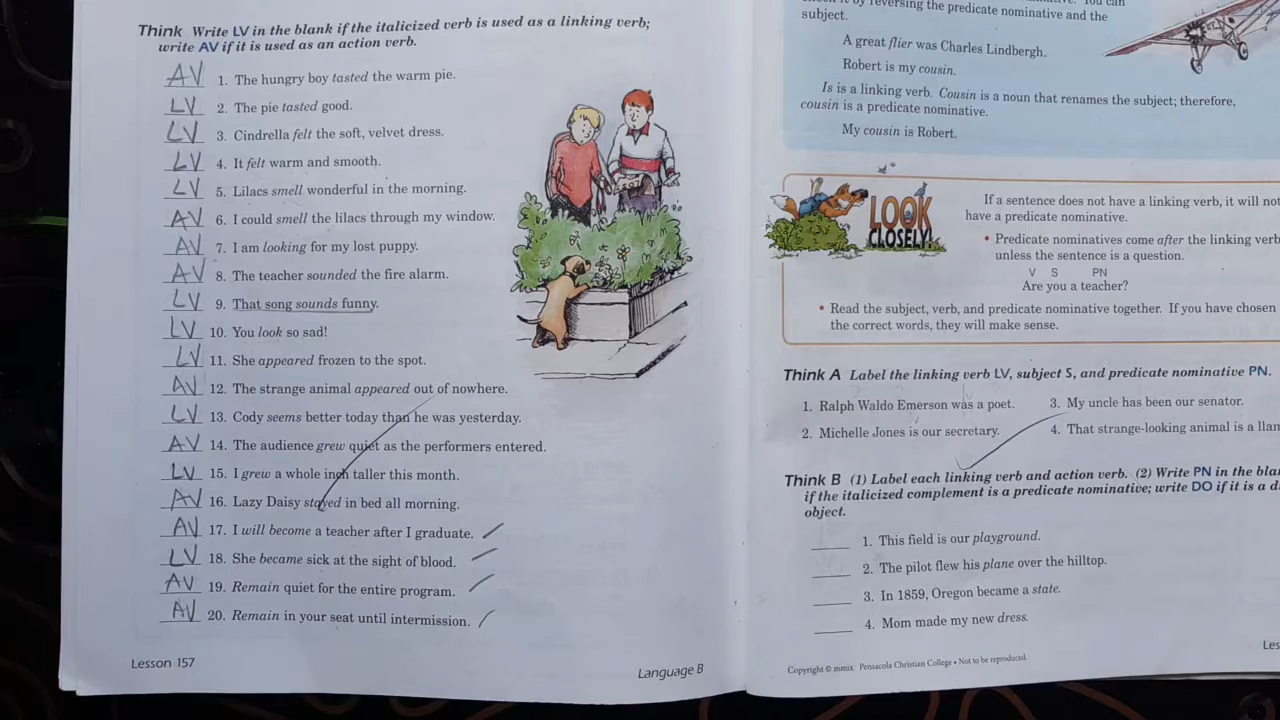 Think Write LV in the blank if the italicized verb is used as a linking verb;
write AV if it is used as an action verb.
AV 1. The hungry boy tasted the warm pie.
LV 2. The pie tasted good.
LV 3. Cindrella felt the soft, velvet dress.
LV 4. It felt warm and smooth.
LV 5. Lilacs smell wonderful in the morning.
AV 6. I could smell the lilacs through my window.
AV 7. I am looking for my lost puppy.
AV 8. The teacher sounded the fire alarm.
LV 9. That song sounds funny.
LV 10. You look so sad!
LV 11. She appeared frozen to the spot.
AV 12. The strange animal appeared out of nowhere.
LV 13. Cody seems better today than he was yesterday.
AV 14. The audience grew quiet as the performers entered.
LV 15. I grew a whole inch taller this month.
AV 16. Lazy Daisy stayed in bed all morning.
AV 17. I will become a teacher after I graduate.
LV 18. She became sick at the sight of blood.
AV 19. Remain quiet for the entire program.
AV 20. Remain in your seat until intermission.
Lesson 157
Language B
by reversing the predicate nominative and the
subject.
A great flier was Charles Lindbergh.
Robert is my cousin.
Is is a linking verb. Cousin is a noun that renames the subject; therefore,
cousin is a predicate nominative.
My cousin is Robert.
LOOK
CLOSELY!
If a sentence does not have a linking verb, it will not
have a predicate nominative.
• Predicate nominatives come after the linking verb
unless the sentence is a question.
V S PN
Are you a teacher?
• Read the subject, verb, and predicate nominative together. If you have chosen
the correct words, they will make sense.
Think A Label the linking verb LV, subject S, and predicate nominative PN.
1. Ralph Waldo Emerson was a poet.
2. Michelle Jones is our secretary.
3. My uncle has been our senator.
4. That strange-looking animal is a
Think B (1) Label each linking verb and action verb. (2) Write PN in the
if the italicized complement is a predicate nominative; write DO if it is a
object.
1. This field is our playground.
2. The pilot flew his plane over the hilltop.
3. In 1859, Oregon became a state.
4. Mom made my new dress.
Copyright © mmix Pensacola Christian College • Not to be reproduced.